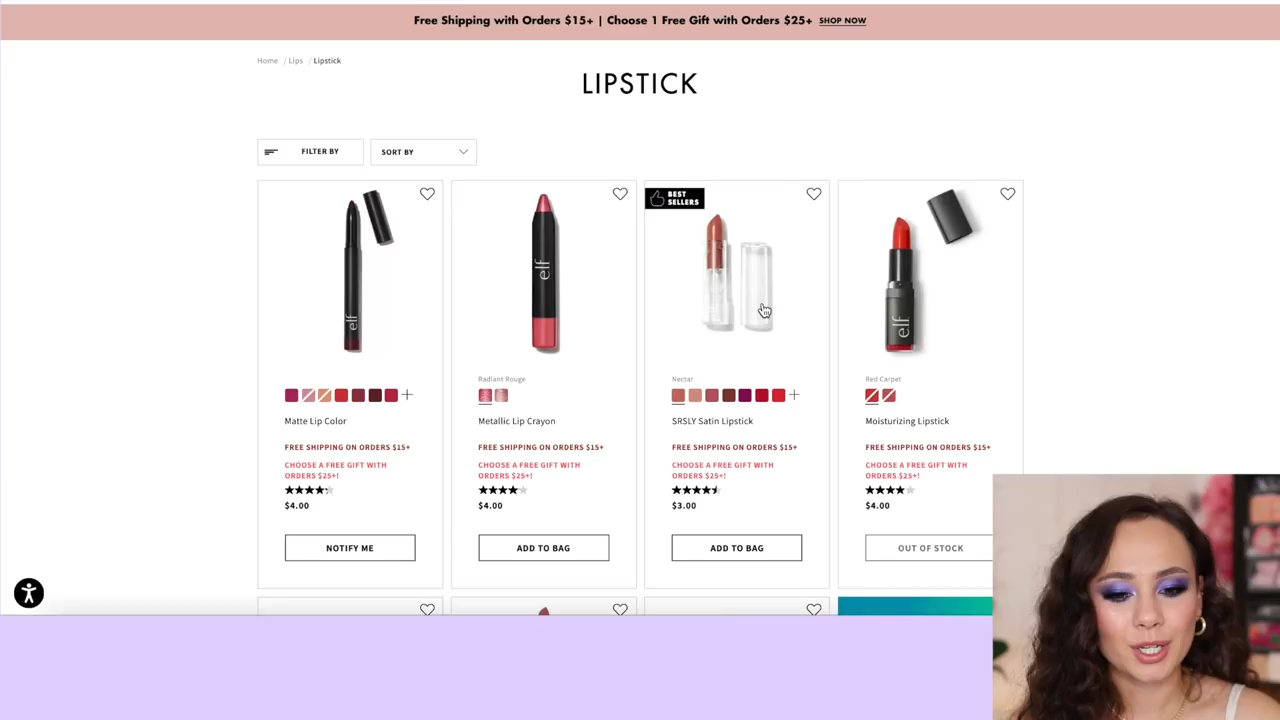 Free Shipping with Orders $15+ | Choose 1 Free Gift with Orders $25+ SHOP NOW
Home / Lips / Lipstick
LIPSTICK
FILTER BY
SORT BY
elf
Matte Lip Color
FREE SHIPPING ON ORDERS $15+
CHOOSE A FREE GIFT WITH
ORDERS $25+!
$4.00
NOTIFY ME
elf
Radiant Rouge
Metallic Lip Crayon
FREE SHIPPING ON ORDERS $15+
CHOOSE A FREE GIFT WITH
ORDERS $25+!
$4.00
ADD TO BAG
BEST
SELLERS
Nectar
SRSLY Satin Lipstick
FREE SHIPPING ON ORDERS $15+
CHOOSE A FREE GIFT WITH
ORDERS $25+!
$3.00
ADD TO BAG
elf
Red Carpet
Moisturizing Lipstick
FREE SHIPPING ON ORDERS $15+
CHOOSE A FREE GIFT WITH
ORDERS $25+!
$4.00
OUT OF STOCK